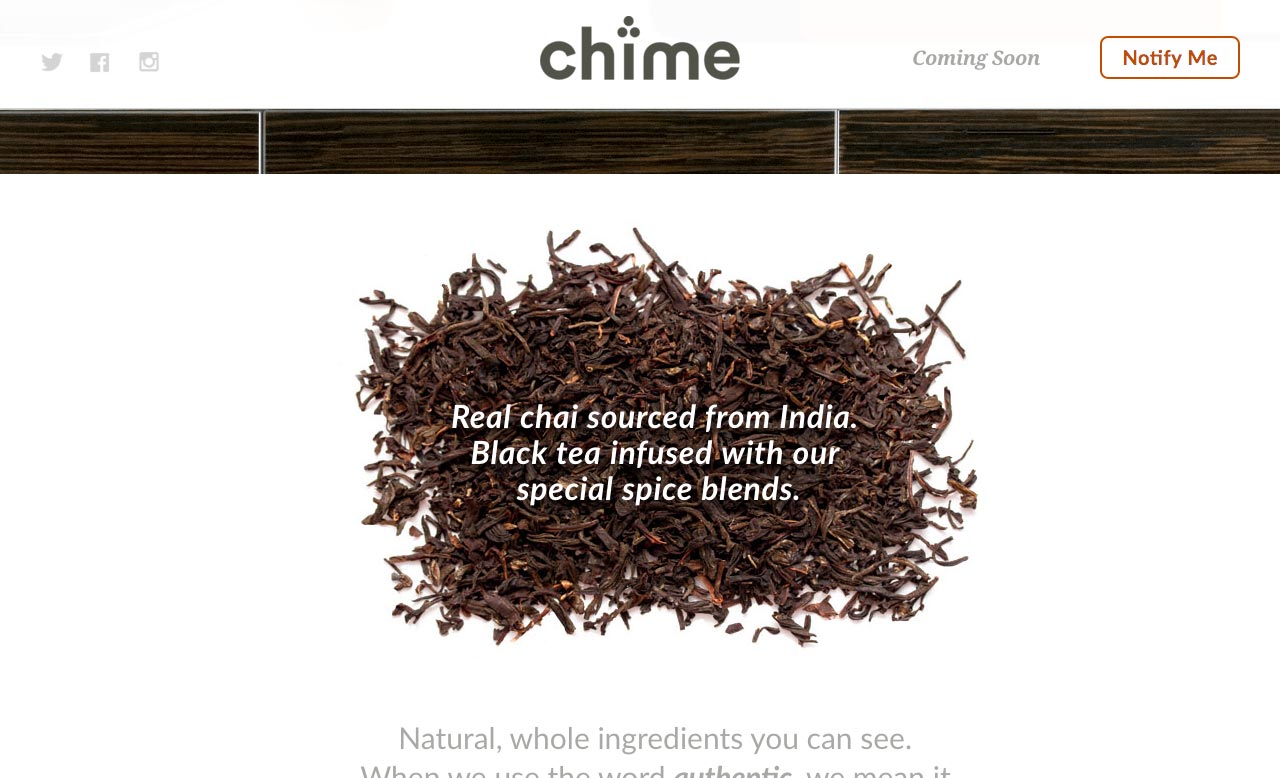 chïme
Coming Soon
Notify Me
Real chai sourced from India.
Black tea infused with our
special spice blends.
Natural, whole ingredients you can see.
When we use the word authentic, we mean it